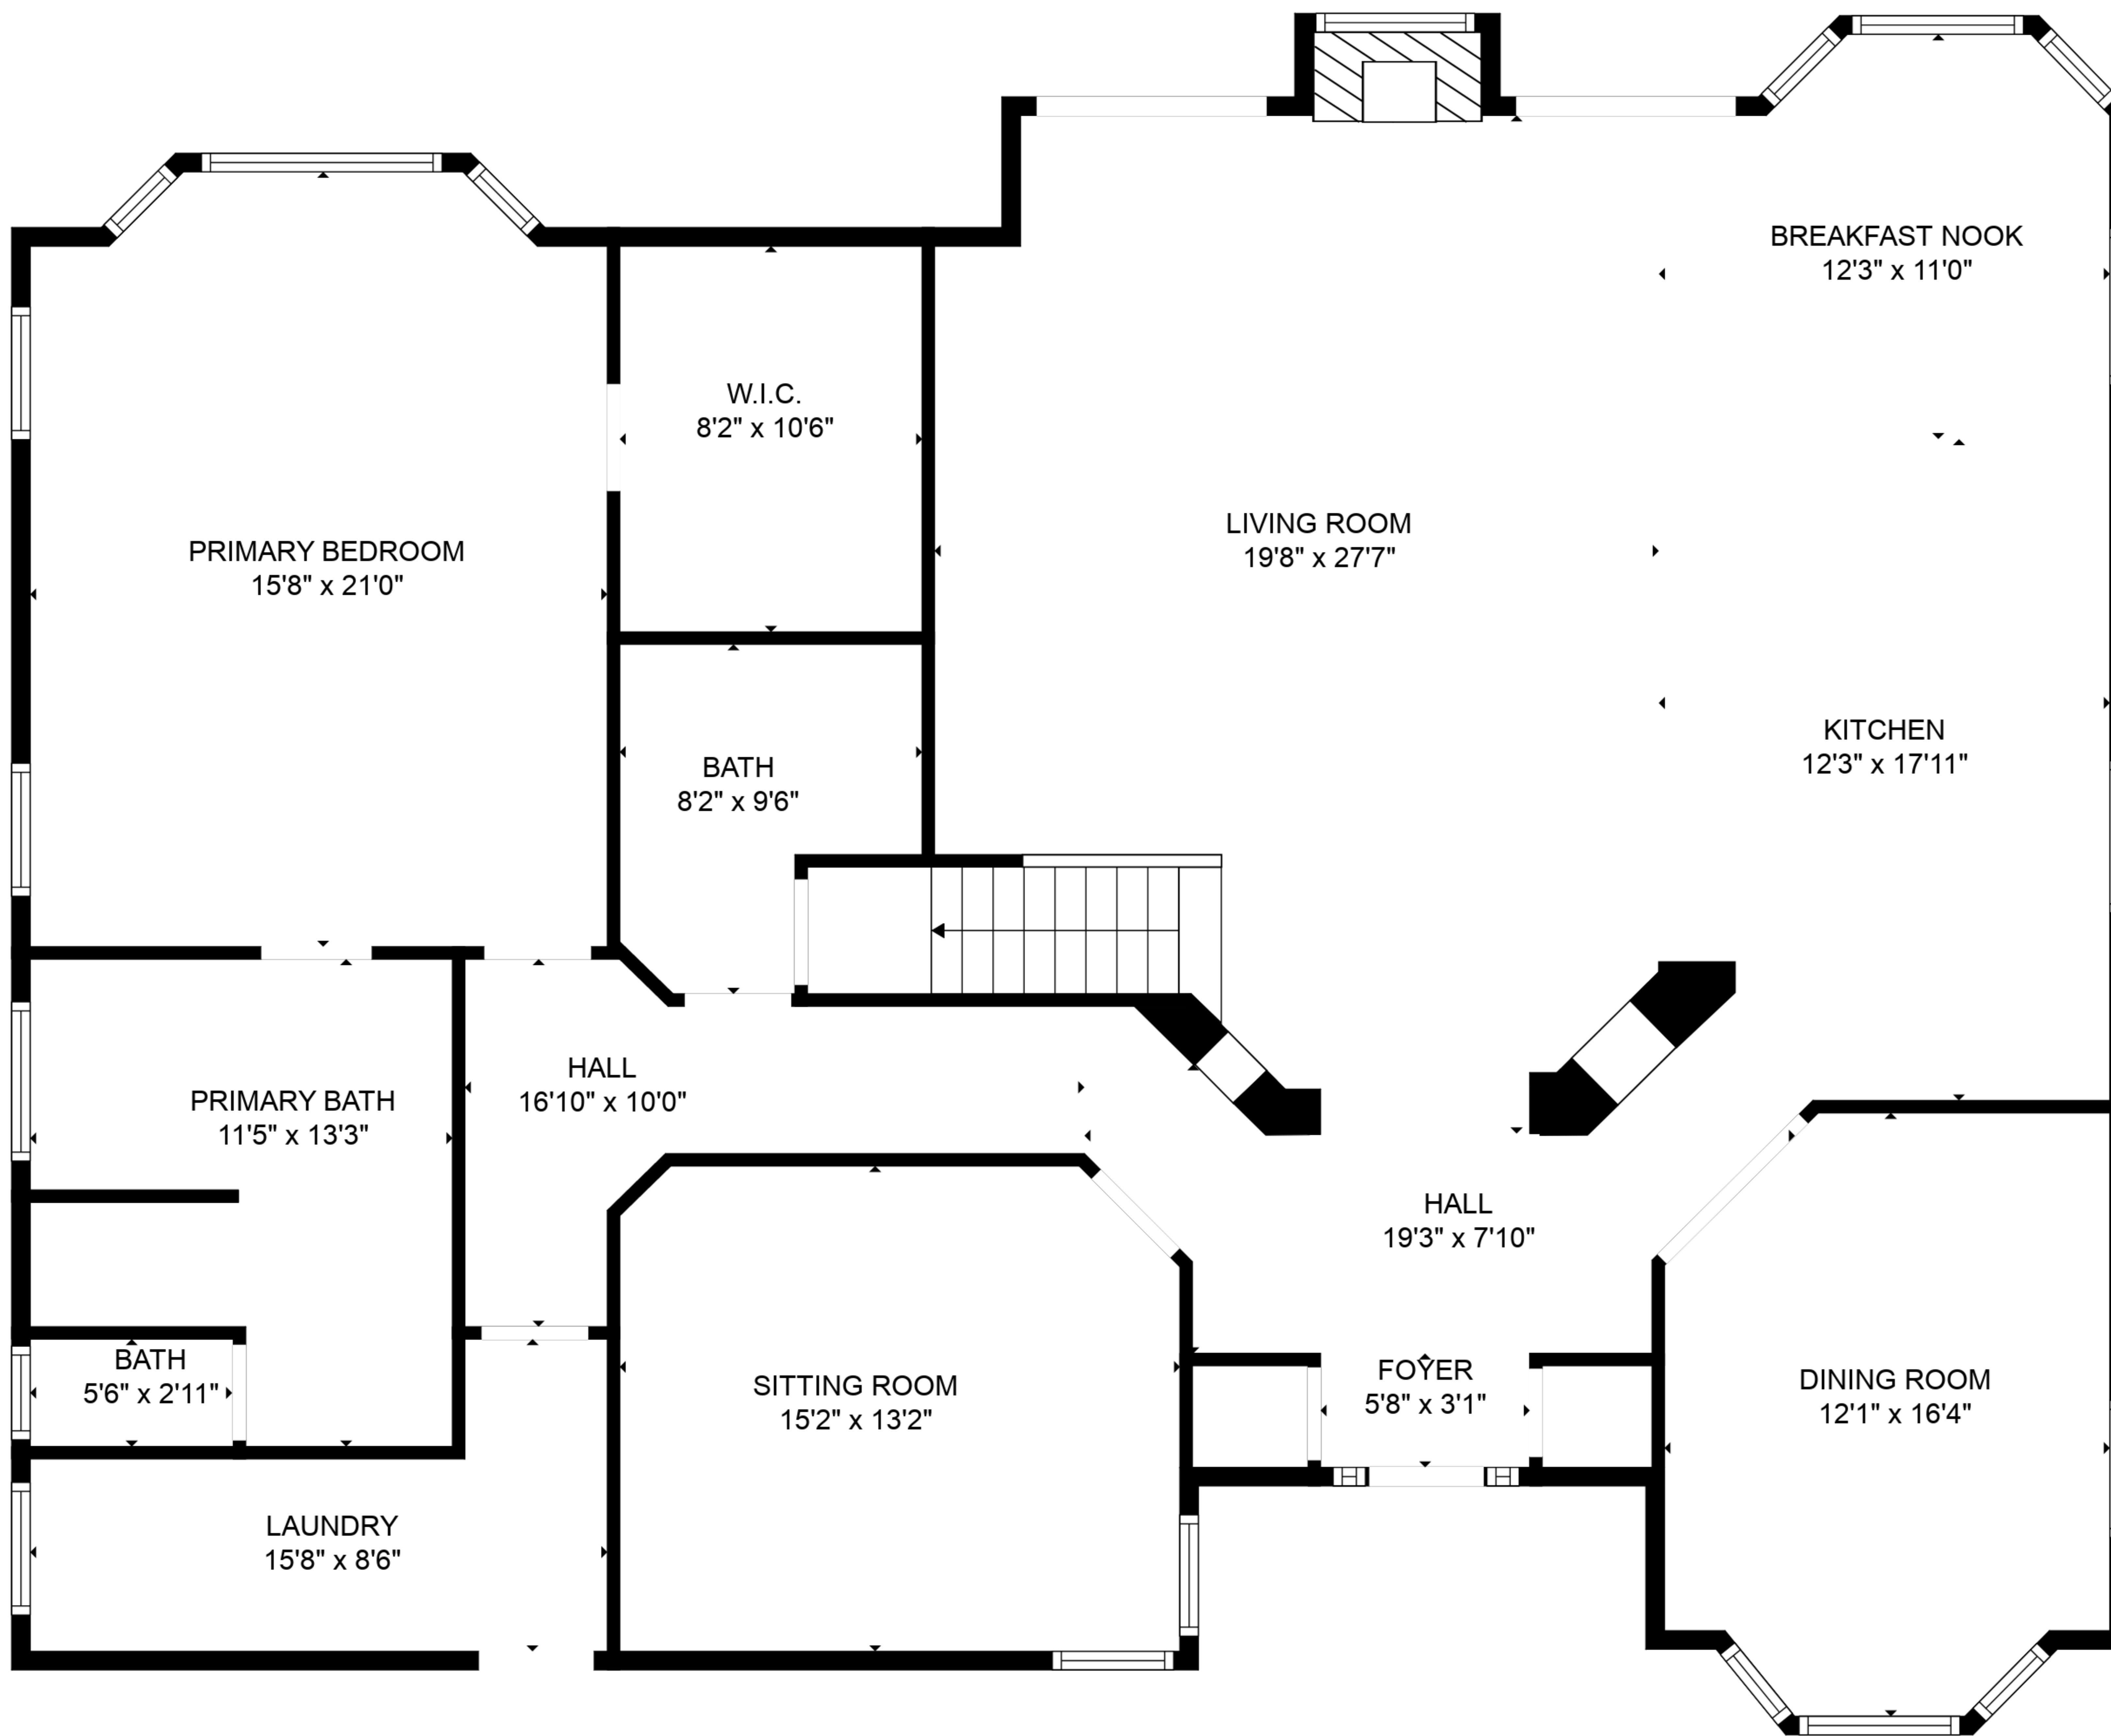 BREAKFAST NOOK
12'3" x 11'0"
W.I.C.
8'2" x 10'6"
LIVING ROOM
19'8" x 27'7"
PRIMARY BEDROOM
15'8" x 21'0"
KITCHEN
12'3" x 17'11"
BATH
8'2" x 9'6"
HALL
16'10" x 10'0"
PRIMARY BATH
11'5" x 13'3"
HALL
19'3" x 7'10"
BATH
5'6" x 2'11"
FOYER
5'8" x 3'1"
SITTING ROOM
15'2" x 13'2"
DINING ROOM
12'1" x 16'4"
LAUNDRY
15'8" x 8'6"